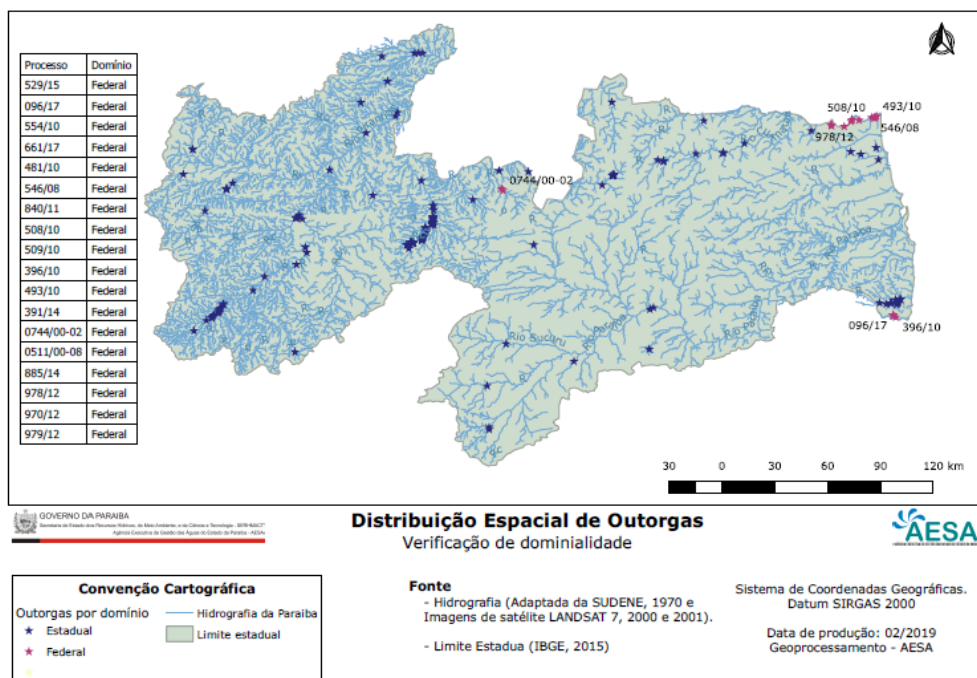 Processo Domínio
529/15 Federal
096/17 Federal
554/10 Federal
661/17 Federal
481/10 Federal
546/08 Federal
840/11 Federal
508/10 Federal
509/10 Federal
396/10 Federal
493/10 Federal
391/14 Federal
0744/00-02 Federal
0511/00-08 Federal
885/14 Federal
978/12 Federal
970/12 Federal
979/12 Federal
508/10
493/10
978/12
546/08
0744/00-02
096/17
396/10
Rio Sucuru
Rio Paraíba
30 0 30 60 90 120 km
GOVERNO DA PARAIBA
Distribuição Espacial de Outorgas
Verificação de dominialidade
AESA
Convenção Cartográfica
Outorgas por domínio
Estadual
Federal
Hidrografia da Paraiba
Limite estadual
Fonte
- Hidrografia (Adaptada da SUDENE, 1970 e
Imagens de satélite LANDSAT 7, 2000 e 2001).
- Limite Estadua (IBGE, 2015)
Sistema de Coordenadas Geográficas.
Datum SIRGAS 2000
Data de produção: 02/2019
Geoprocessamento - AESA